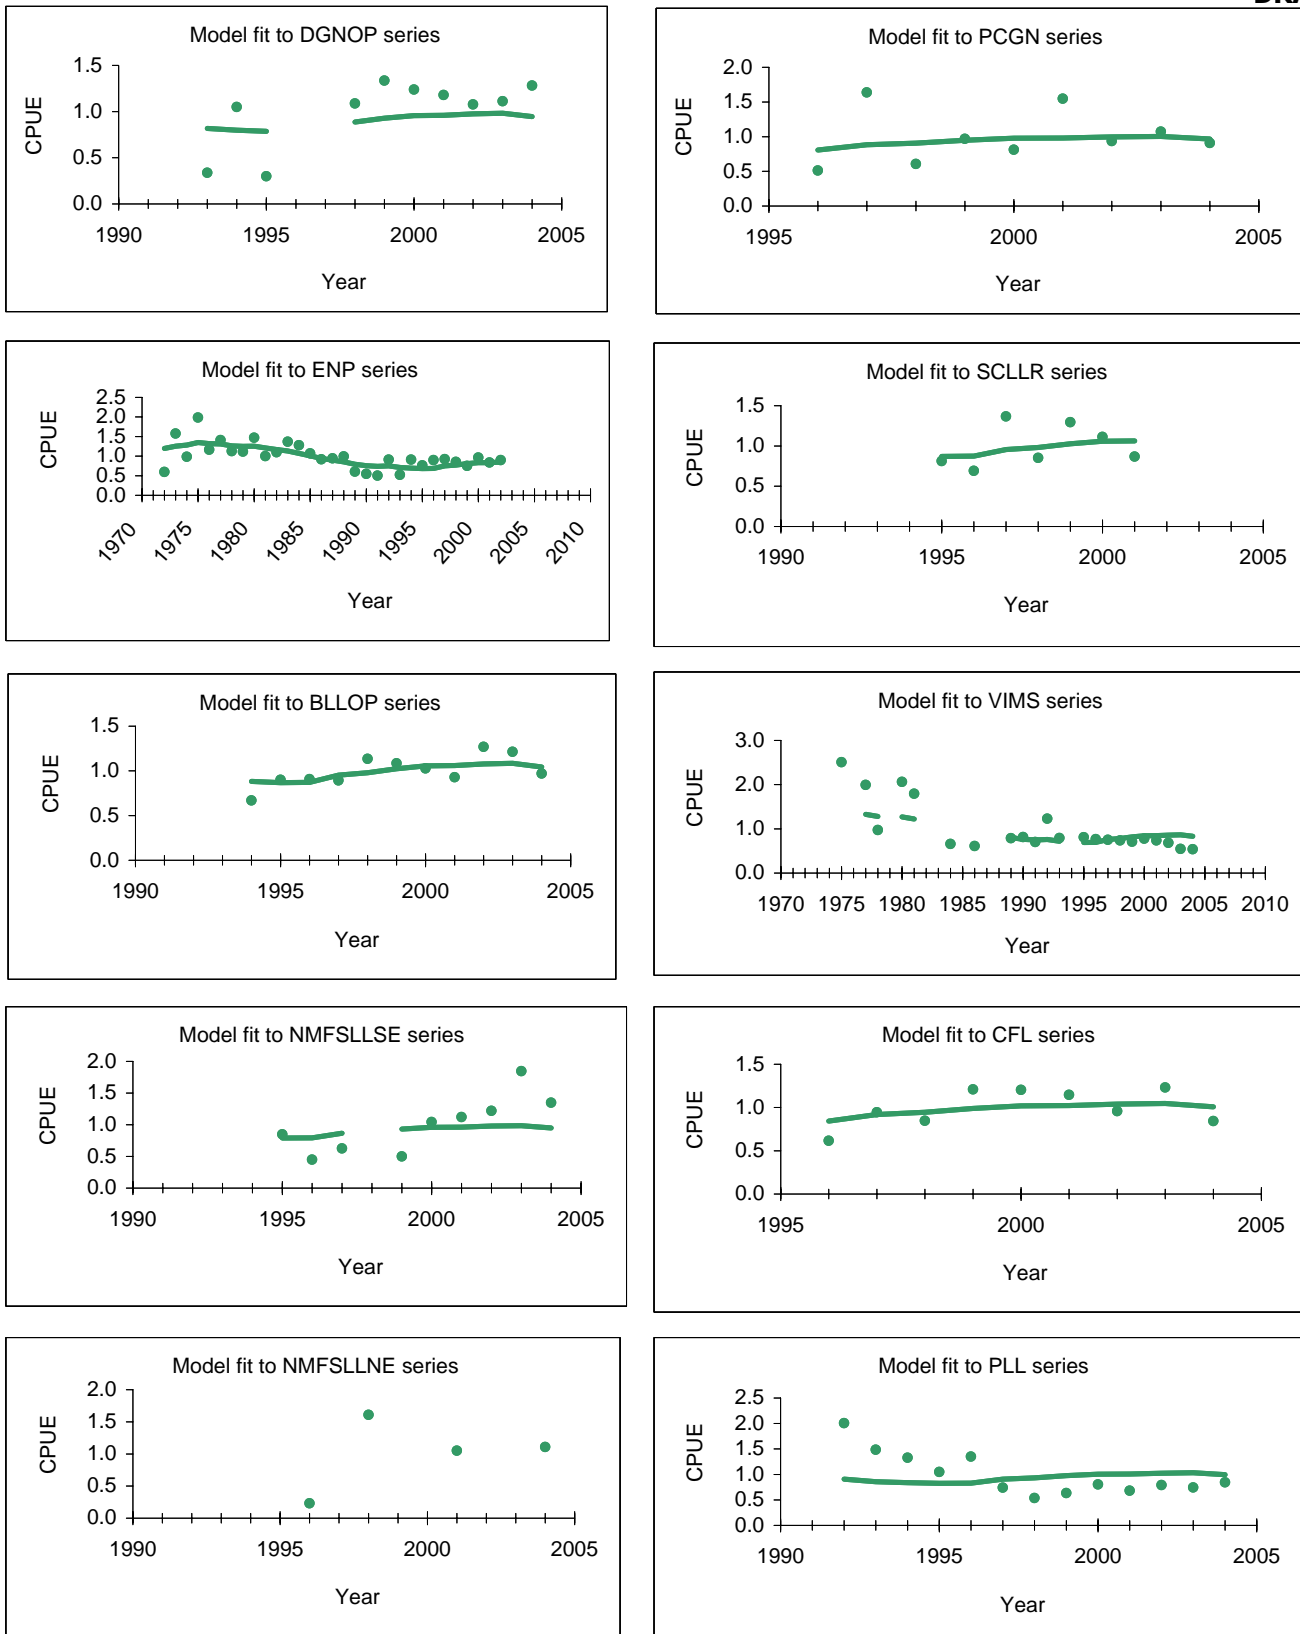 Model fit to DGNOP series
CPUE
1.5
1.0
0.5
0.0
1990 1995 2000 2005
Year
Model fit to PCGN series
CPUE
2.0
1.5
1.0
0.5
0.0
1995 2000 2005
Year
Model fit to ENP series
CPUE
2.5
2.0
1.5
1.0
0.5
0.0
1970 1975 1980 1985 1990 1995 2000 2005 2010
Year
Model fit to SCLLR series
CPUE
1.5
1.0
0.5
0.0
1990 1995 2000 2005
Year
Model fit to BLLOP series
CPUE
1.5
1.0
0.5
0.0
1990 1995 2000 2005
Year
Model fit to VIMS series
CPUE
3.0
2.0
1.0
0.0
1970 1975 1980 1985 1990 1995 2000 2005 2010
Year
Model fit to NMFSLLSE series
CPUE
2.0
1.5
1.0
0.5
0.0
1990 1995 2000 2005
Year
Model fit to CFL series
CPUE
1.5
1.0
0.5
0.0
1995 2000 2005
Year
Model fit to NMFSLLNE series
CPUE
2.0
1.5
1.0
0.5
0.0
1990 1995 2000 2005
Year
Model fit to PLL series
CPUE
2.5
2.0
1.5
1.0
0.5
0.0
1990 1995 2000 2005
Year